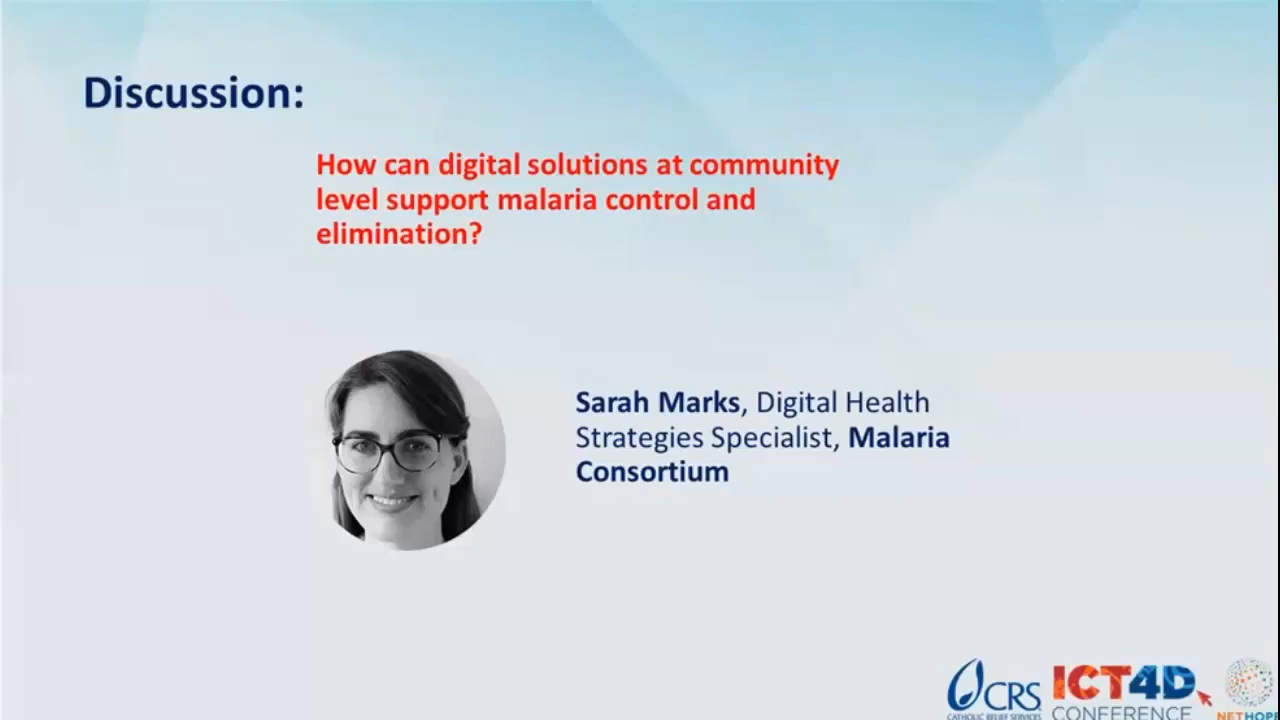 Discussion:
How can digital solutions at community
level support malaria control and
elimination?
Sarah Marks, Digital Health
Strategies Specialist, Malaria
Consortium
CRS
CATHOLIC RELIEF SERVICES
ICT4D
CONFERENCE
NETHOPE